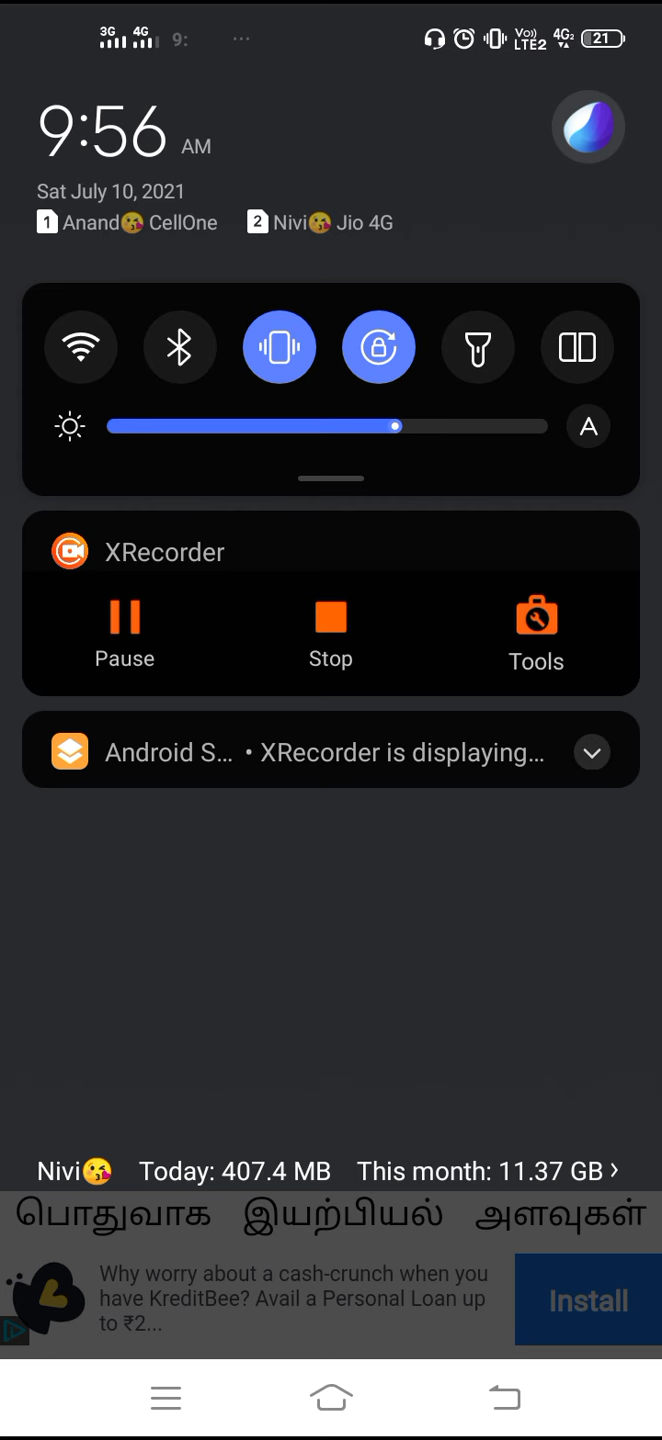 3G 4G 9: ... Vo)) LTE2 4G2 21
9:56 AM
Sat July 10, 2021
1 Anand😘 CellOne 2 Nivi😘 Jio 4G
A
XRecorder
Pause Stop Tools
Android S... • XRecorder is displaying...
Nivi😘 Today: 407.4 MB This month: 11.37 GB ›
பொதுவாக இயற்பியல் அளவுகள்
Why worry about a cash-crunch when you
have KreditBee? Avail a Personal Loan up
to ₹2...
Install